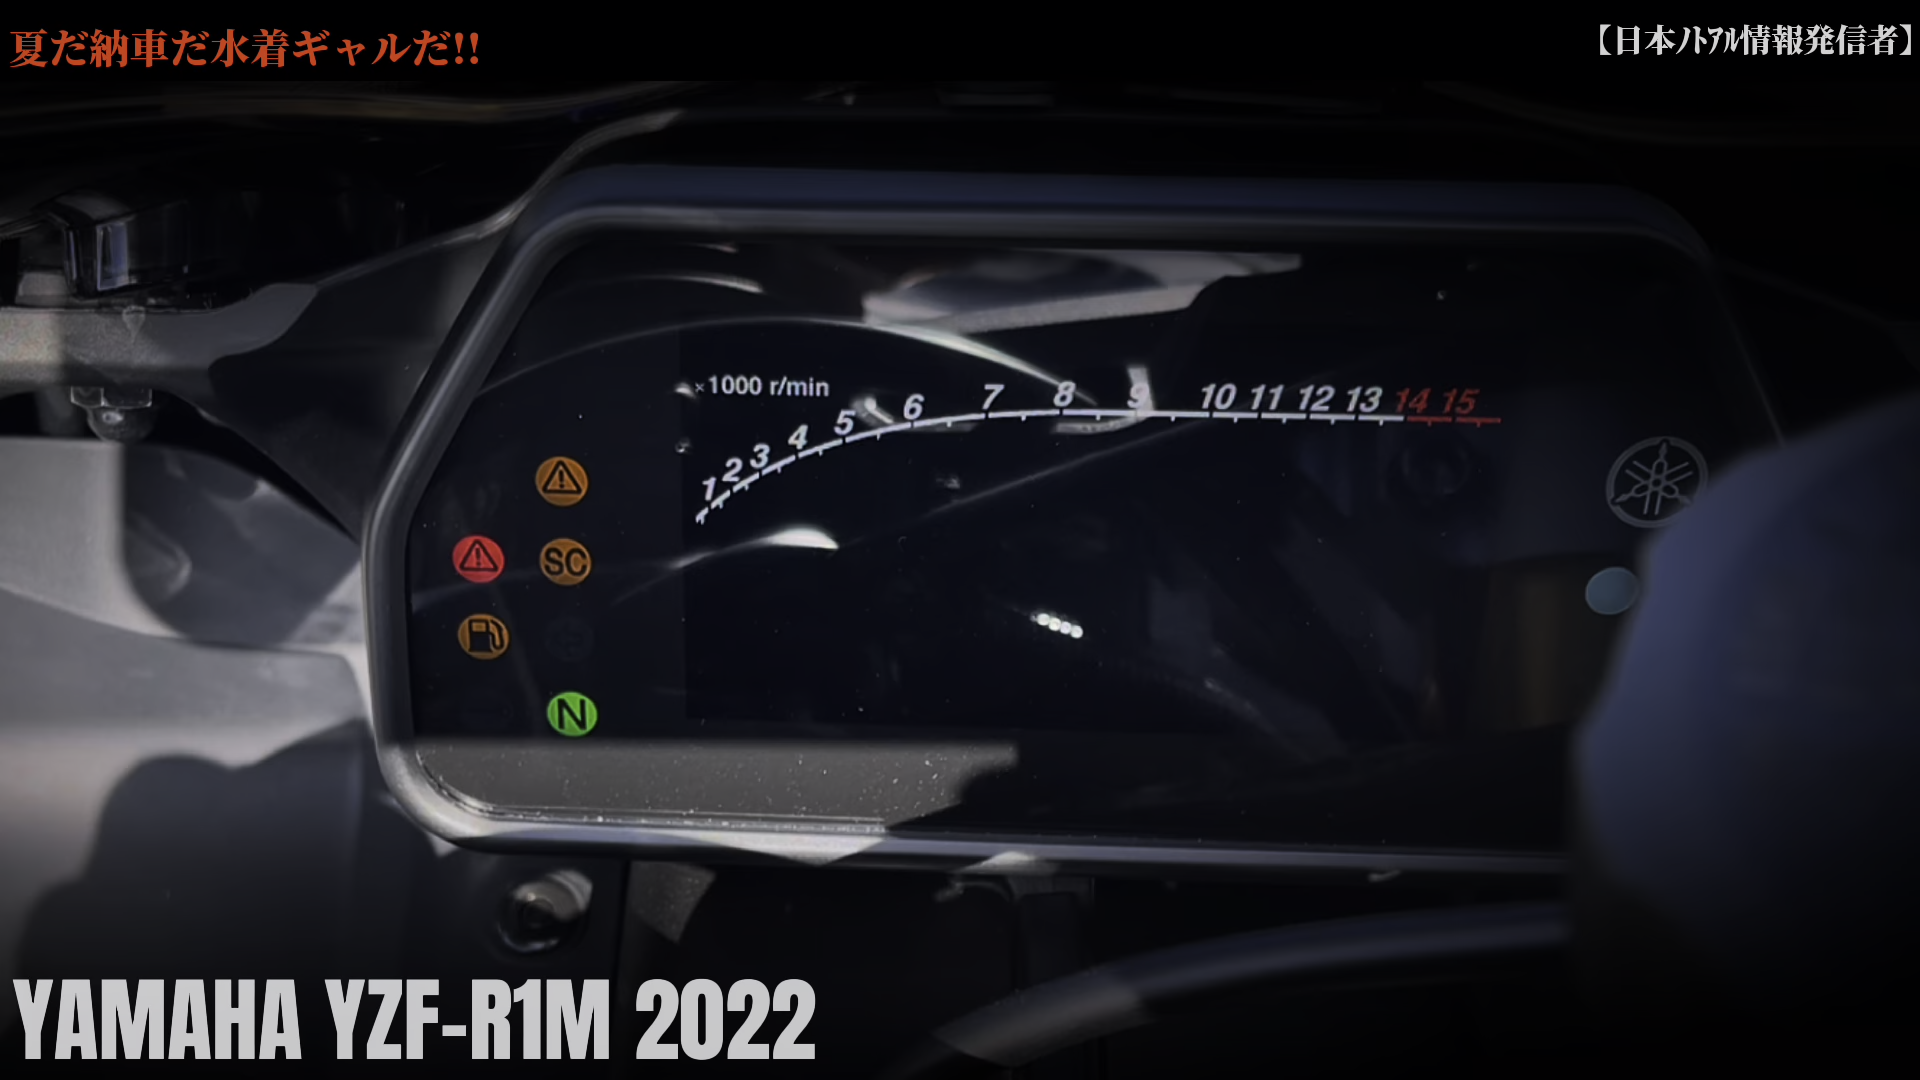 夏だ納車だ水着ギャルだ!!
【日本ﾉﾄｱﾙ情報発信者】
×1000 r/min
1 2 3 4 5 6 7 8 9 10 11 12 13 14 15
SC
N
YAMAHA YZF-R1M 2022